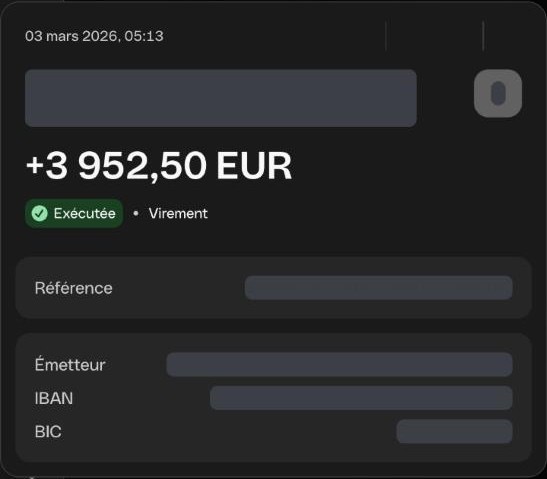 03 mars 2026, 05:13
+3 952,50 EUR
Exécutée • Virement
Référence
Émetteur
IBAN
BIC